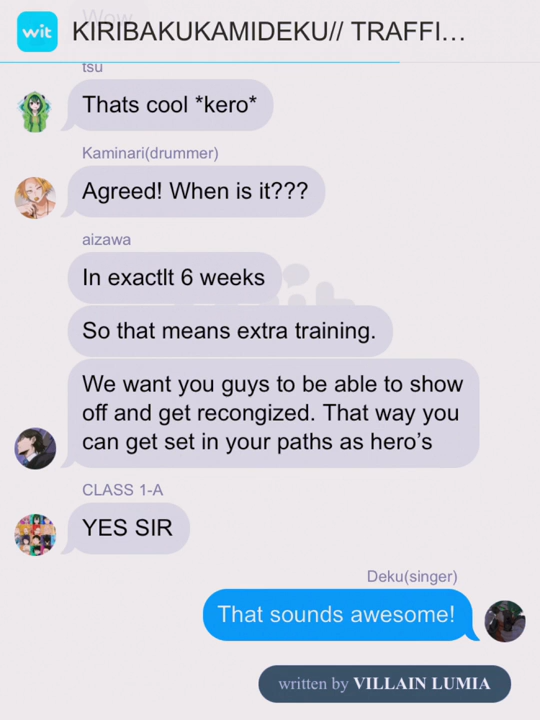 Wow
wit
KIRIBAKUKAMIDEKU// TRAFFI...
tsu
Thats cool *kero*
Kaminari(drummer)
Agreed! When is it???
aizawa
In exactlt 6 weeks
So that means extra training.
We want you guys to be able to show
off and get recongized. That way you
can get set in your paths as hero’s
CLASS 1-A
YES SIR
Deku(singer)
That sounds awesome!
written by VILLAIN LUMIA